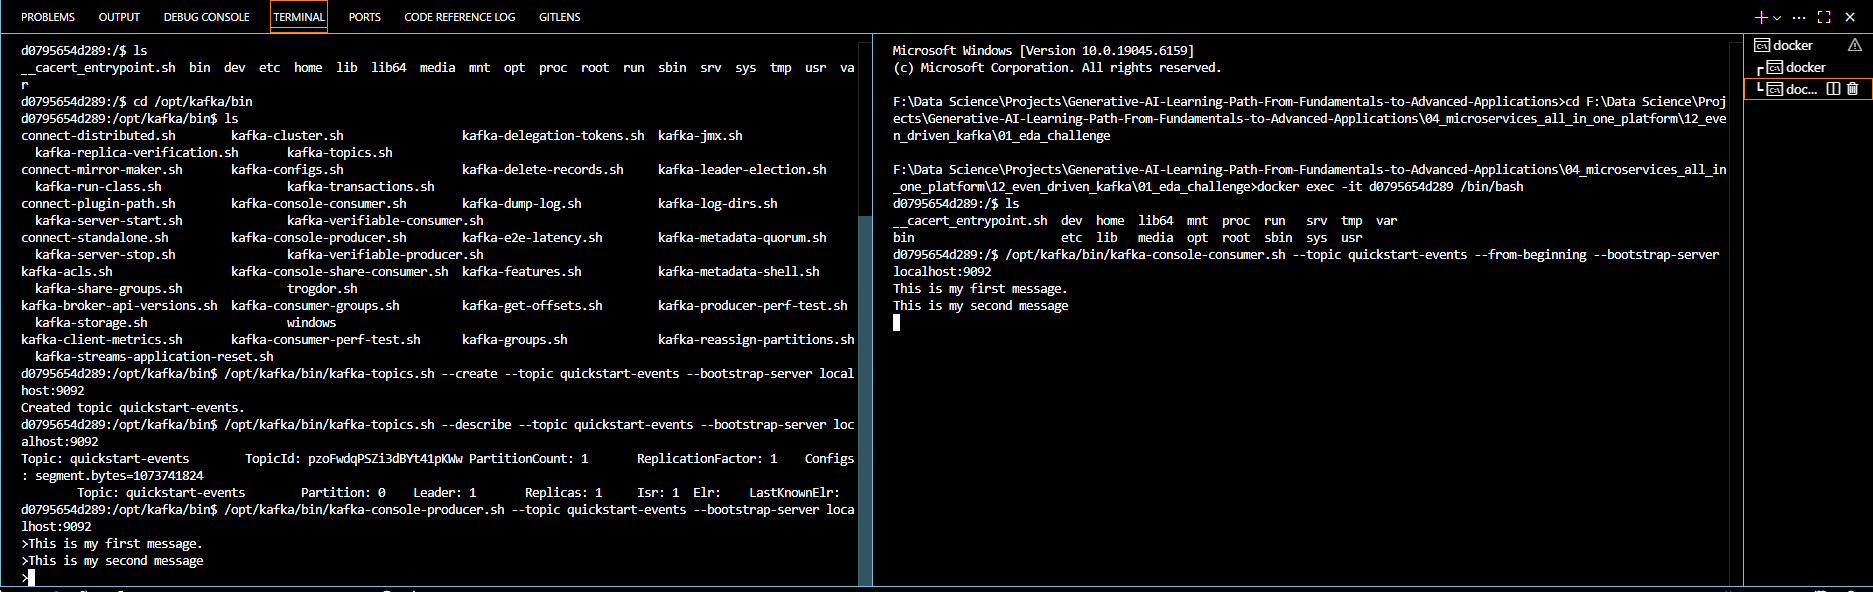 PROBLEMS OUTPUT DEBUG CONSOLE TERMINAL PORTS CODE REFERENCE LOG GITLENS
d0795654d289:/$ ls
__cacert_entrypoint.sh bin dev etc home lib lib64 media mnt opt proc root run sbin srv sys tmp usr va
r
d0795654d289:/$ cd /opt/kafka/bin
d0795654d289:/opt/kafka/bin$ ls
connect-distributed.sh kafka-cluster.sh kafka-delegation-tokens.sh kafka-jmx.sh
kafka-replica-verification.sh kafka-topics.sh
connect-mirror-maker.sh kafka-configs.sh kafka-delete-records.sh kafka-leader-election.sh
kafka-run-class.sh kafka-transactions.sh
connect-plugin-path.sh kafka-console-consumer.sh kafka-dump-log.sh kafka-log-dirs.sh
kafka-server-start.sh kafka-verifiable-consumer.sh
connect-standalone.sh kafka-console-producer.sh kafka-e2e-latency.sh kafka-metadata-quorum.sh
kafka-server-stop.sh kafka-verifiable-producer.sh
kafka-acls.sh kafka-console-share-consumer.sh kafka-features.sh kafka-metadata-shell.sh
kafka-share-groups.sh trogdor.sh
kafka-broker-api-versions.sh kafka-consumer-groups.sh kafka-get-offsets.sh kafka-producer-perf-test.sh
kafka-storage.sh windows
kafka-client-metrics.sh kafka-consumer-perf-test.sh kafka-groups.sh kafka-reassign-partitions.sh
kafka-streams-application-reset.sh
d0795654d289:/opt/kafka/bin$ /opt/kafka/bin/kafka-topics.sh --create --topic quickstart-events --bootstrap-server local
host:9092
Created topic quickstart-events.
d0795654d289:/opt/kafka/bin$ /opt/kafka/bin/kafka-topics.sh --describe --topic quickstart-events --bootstrap-server loc
alhost:9092
Topic: quickstart-events TopicId: pzoFwdqPSZi3dBYt41pKWw PartitionCount: 1 ReplicationFactor: 1 Configs
: segment.bytes=1073741824
Topic: quickstart-events Partition: 0 Leader: 1 Replicas: 1 Isr: 1 Elr: LastKnownElr:
d0795654d289:/opt/kafka/bin$ /opt/kafka/bin/kafka-console-producer.sh --topic quickstart-events --bootstrap-server loca
lhost:9092
>This is my first message.
>This is my second message
>
Microsoft Windows [Version 10.0.19045.6159]
(c) Microsoft Corporation. All rights reserved.
F:\Data Science\Projects\Generative-AI-Learning-Path-From-Fundamentals-to-Advanced-Applications>cd F:\Data Science\Proj
ects\Generative-AI-Learning-Path-From-Fundamentals-to-Advanced-Applications\04_microservices_all_in_one_platform\12_eve
n_driven_kafka\01_eda_challenge
F:\Data Science\Projects\Generative-AI-Learning-Path-From-Fundamentals-to-Advanced-Applications\04_microservices_all_in
_one_platform\12_even_driven_kafka\01_eda_challenge>docker exec -it d0795654d289 /bin/bash
d0795654d289:/$ ls
__cacert_entrypoint.sh dev home lib64 mnt proc run srv tmp var
bin etc lib media opt root sbin sys usr
d0795654d289:/$ /opt/kafka/bin/kafka-console-consumer.sh --topic quickstart-events --from-beginning --bootstrap-server
localhost:9092
This is my first message.
This is my second message
docker
docker
doc...